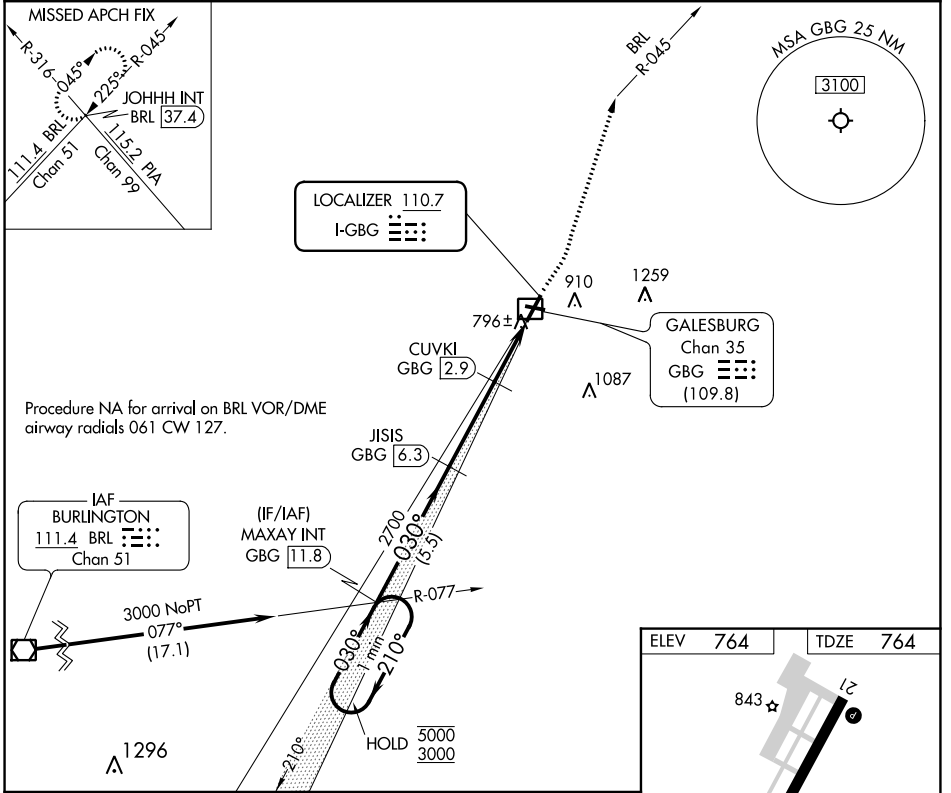 MISSED APCH FIX
R-316
045°
R-045
225°
JOHHH INT
BRL 37.4
111.4 BRL
Chan 51
115.2 PIA
Chan 99
BRL
R-045
MSA GBG 25 NM
3100
LOCALIZER 110.7
I-GBG
910
1259
796±
GALESBURG
Chan 35
GBG
(109.8)
CUVKI
GBG 2.9
1087
Procedure NA for arrival on BRL VOR/DME
airway radials 061 CW 127.
JISIS
GBG 6.3
IAF
BURLINGTON
111.4 BRL
Chan 51
(IF/IAF)
MAXAY INT
GBG 11.8
2700
030°
(5.5)
3000 NoPT
077°
(17.1)
R-077
030°
1 min
210°
HOLD 5000
3000
210°
1296
ELEV 764
TDZE 764
843
21
P